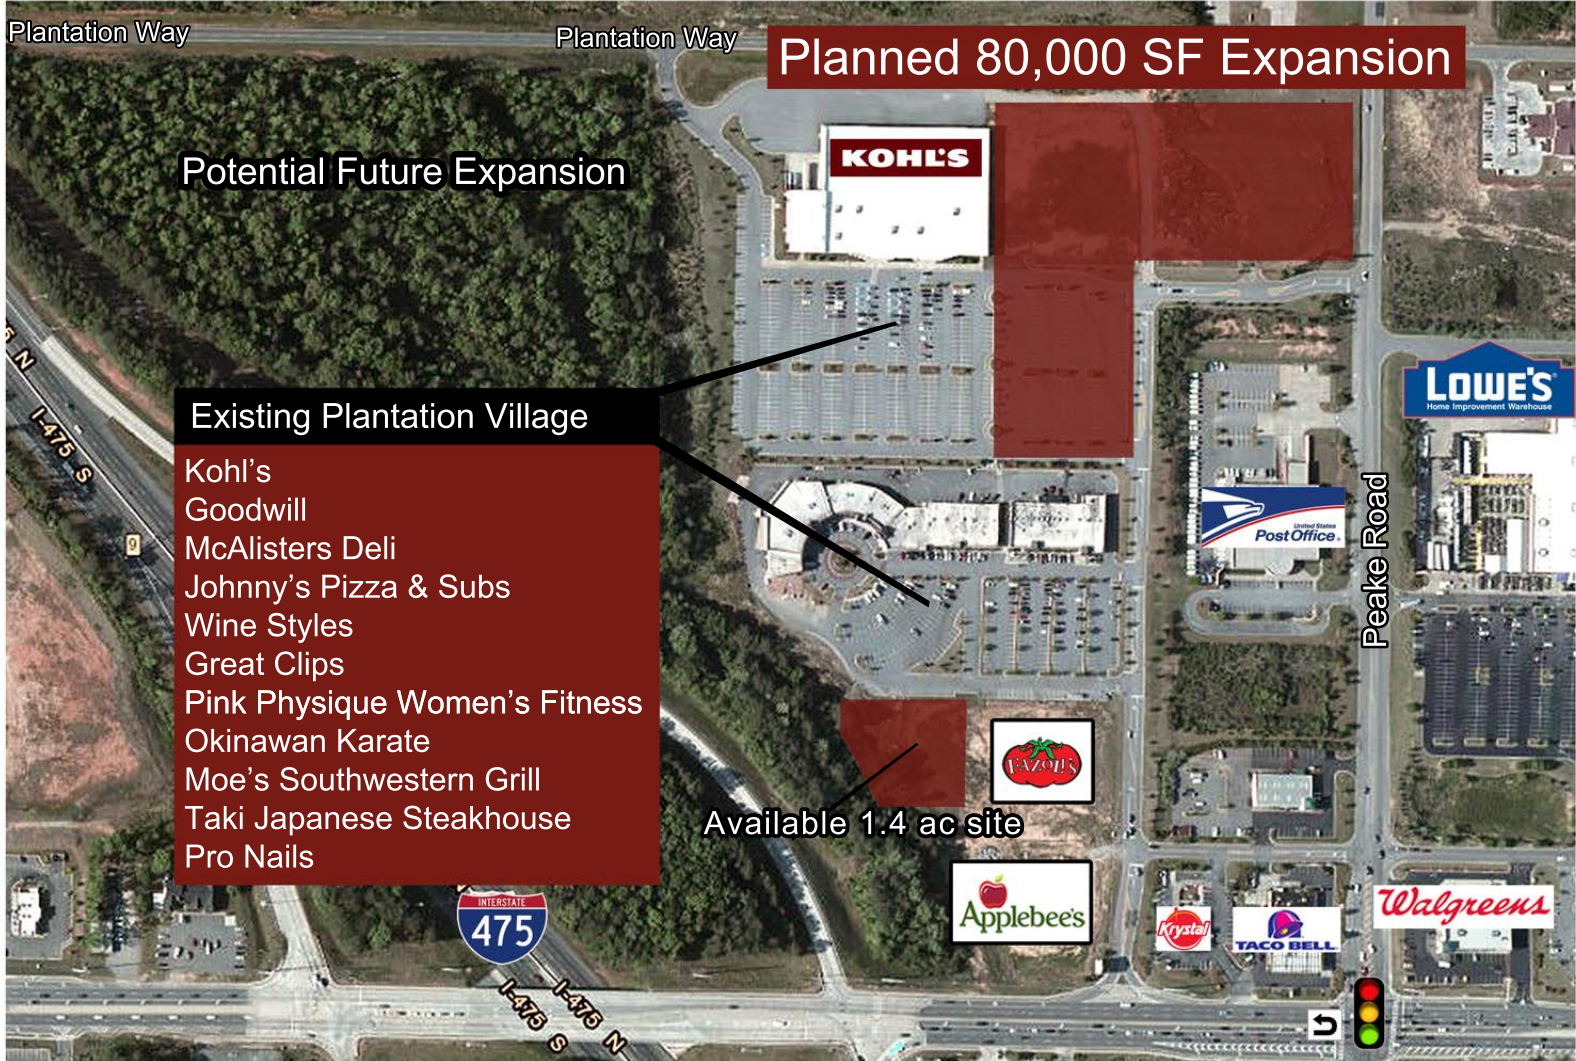 Plantation Way
Plantation Way
Planned 80,000 SF Expansion
Potential Future Expansion
KOHL'S
N
I-475 S
9
Existing Plantation Village
Kohl's
Goodwill
McAlisters Deli
Johnny's Pizza & Subs
Wine Styles
Great Clips
Pink Physique Women's Fitness
Okinawan Karate
Moe's Southwestern Grill
Taki Japanese Steakhouse
Pro Nails
LOWE'S
Home Improvement Warehouse
United States
Post Office
Peake Road
FAZOLI'S
Available 1.4 ac site
Applebee's
Krystal
TACO BELL
Walgreens
INTERSTATE
475
I-475 S
I-475 N